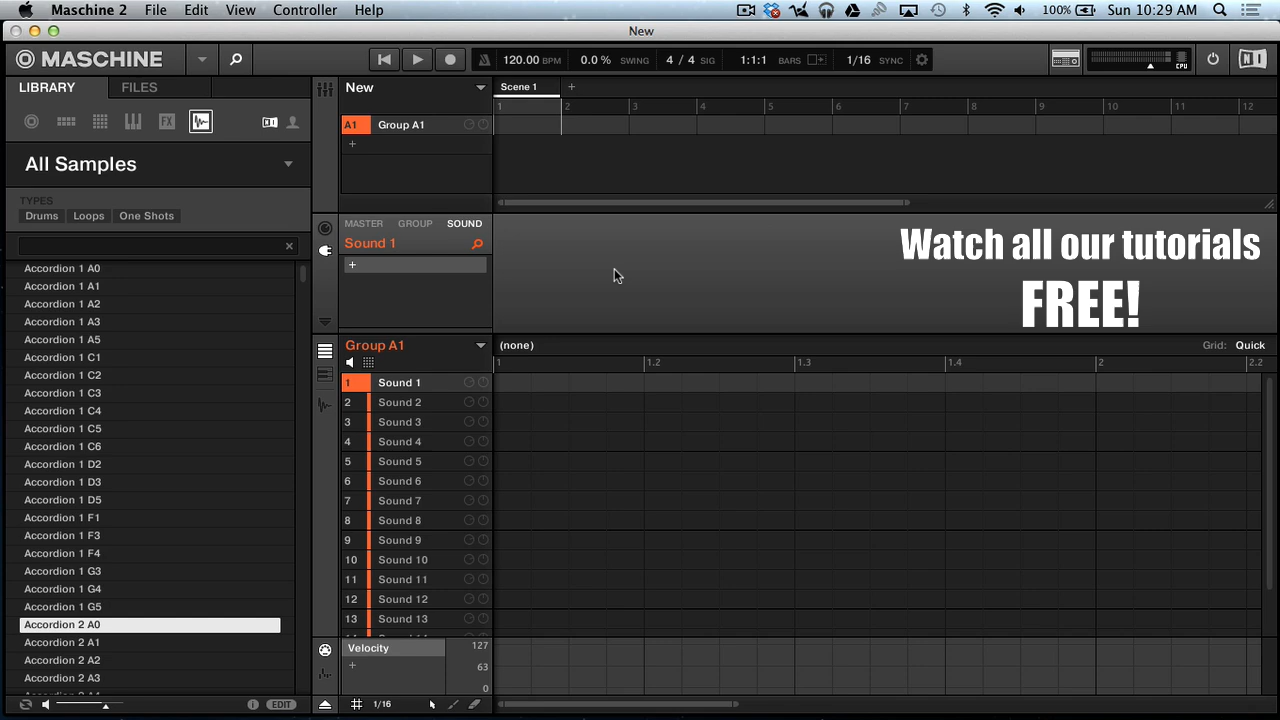 Maschine 2 File Edit View Controller Help 100% Sun 10:29 AM
New
MASCHINE 120.00 BPM 0.0% SWING 4 / 4 SIG 1:1:1 BARS 1/16 SYNC CPU
LIBRARY FILES
New
Scene 1 +
1 2 3 4 5 6 7 8 9 10 11 12
FX
A1 Group A1
+
All Samples
TYPES
Drums Loops One Shots
MASTER GROUP SOUND
Sound 1
+
Watch all our tutorials
FREE!
Accordion 1 A0
Accordion 1 A1
Accordion 1 A2
Accordion 1 A3
Accordion 1 A5
Accordion 1 C1
Accordion 1 C2
Accordion 1 C3
Accordion 1 C4
Accordion 1 C5
Accordion 1 C6
Accordion 1 D2
Accordion 1 D3
Accordion 1 D5
Accordion 1 F1
Accordion 1 F3
Accordion 1 F4
Accordion 1 G3
Accordion 1 G4
Accordion 1 G5
Accordion 2 A0
Accordion 2 A1
Accordion 2 A2
Accordion 2 A3
EDIT
Group A1 (none) Grid: Quick
1 1.2 1.3 1.4 2 2.2
1 Sound 1
2 Sound 2
3 Sound 3
4 Sound 4
5 Sound 5
6 Sound 6
7 Sound 7
8 Sound 8
9 Sound 9
10 Sound 10
11 Sound 11
12 Sound 12
13 Sound 13
Velocity 127
+ 63
0
1/16